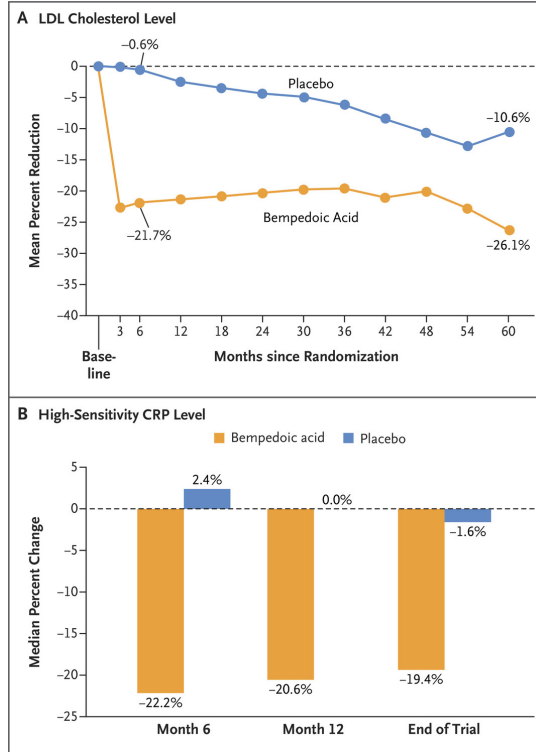 A LDL Cholesterol Level
−0.6%
0
−5
−10
−15
−20
−25
−30
−35
−40
Mean Percent Reduction
Placebo
−10.6%
Bempedoic Acid
−21.7%
−26.1%
3 6 12 18 24 30 36 42 48 54 60
Base-
line
Months since Randomization
B High-Sensitivity CRP Level
Bempedoic acid Placebo
5
0
−5
−10
−15
−20
−25
Median Percent Change
2.4%
0.0%
−1.6%
−22.2%
−20.6%
−19.4%
Month 6 Month 12 End of Trial